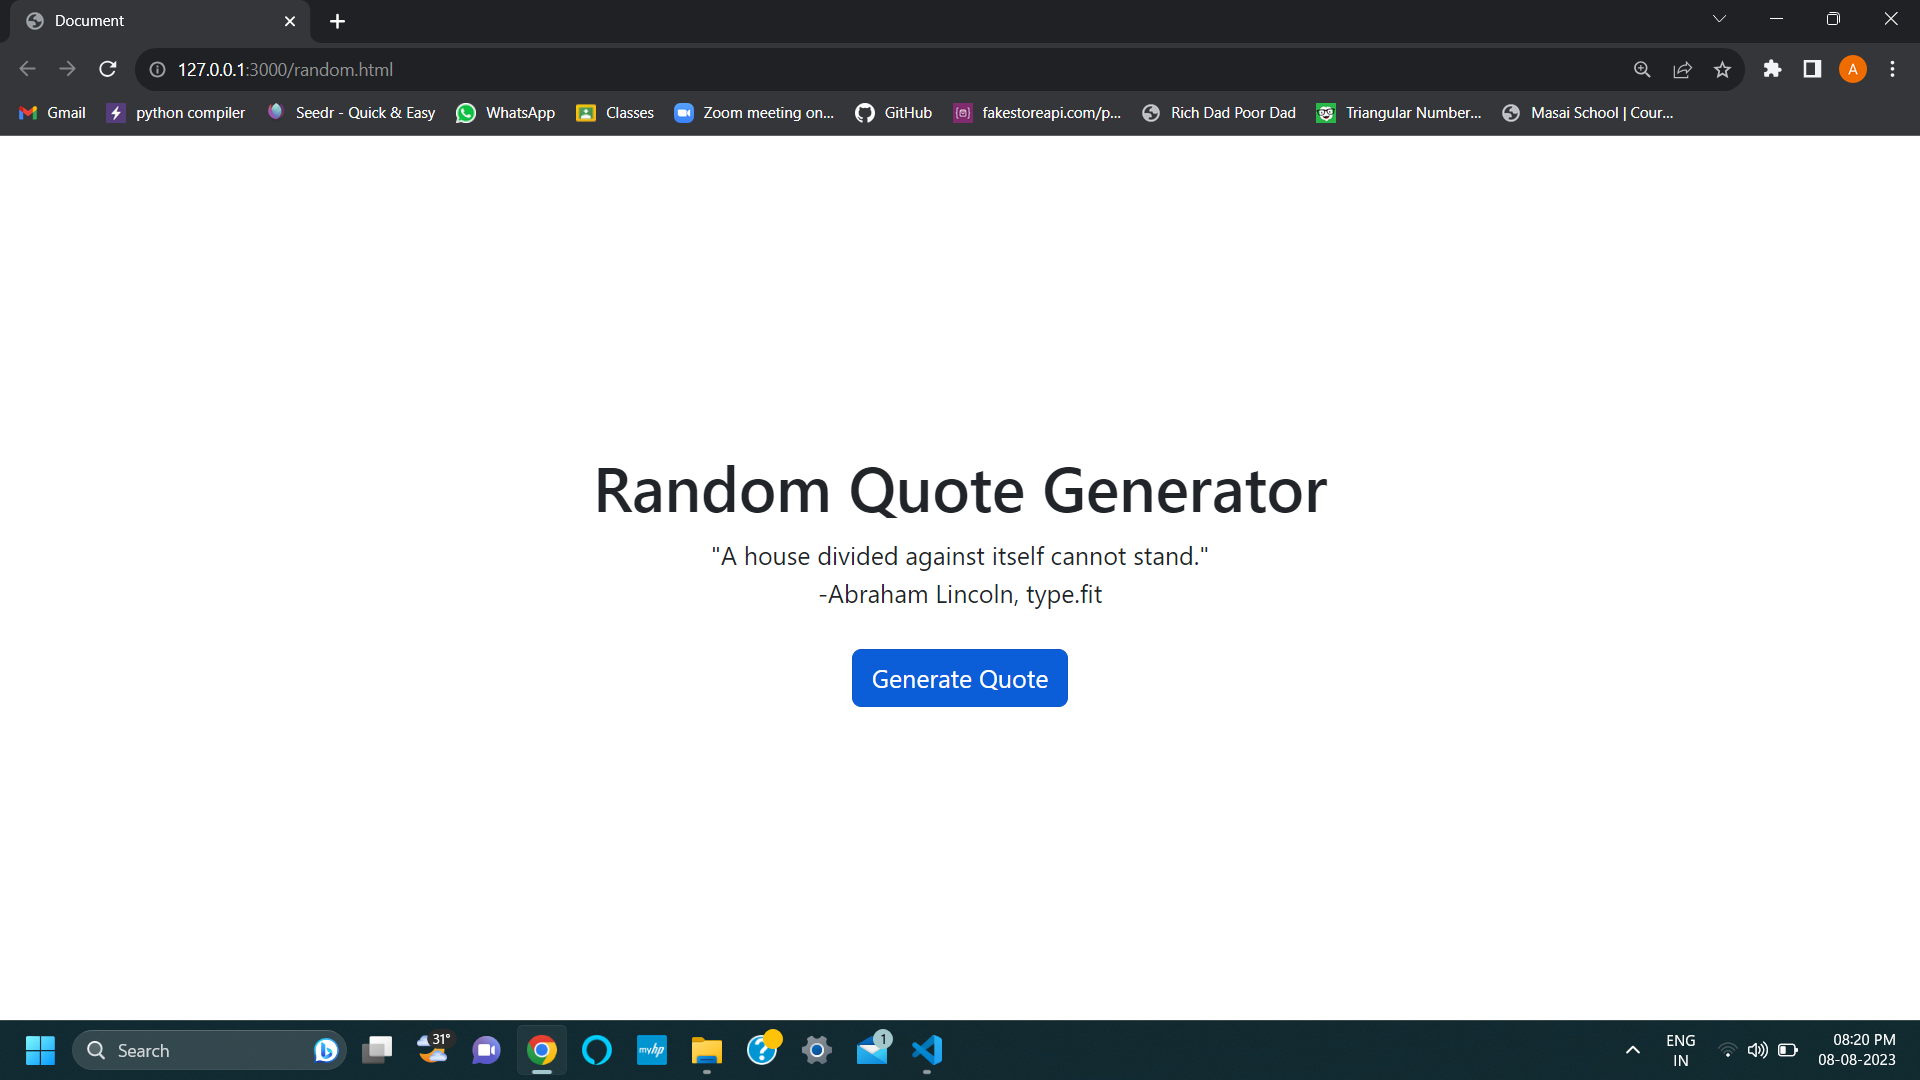 Document
127.0.0.1:3000/random.html
A
Gmail
python compiler
Seedr - Quick & Easy
WhatsApp
Classes
Zoom meeting on...
GitHub
fakestoreapi.com/p...
Rich Dad Poor Dad
Triangular Number...
Masai School | Cour...
Random Quote Generator
"A house divided against itself cannot stand."
-Abraham Lincoln, type.fit
Generate Quote
Search
31°
myhp
1
ENG
IN
08:20 PM
08-08-2023